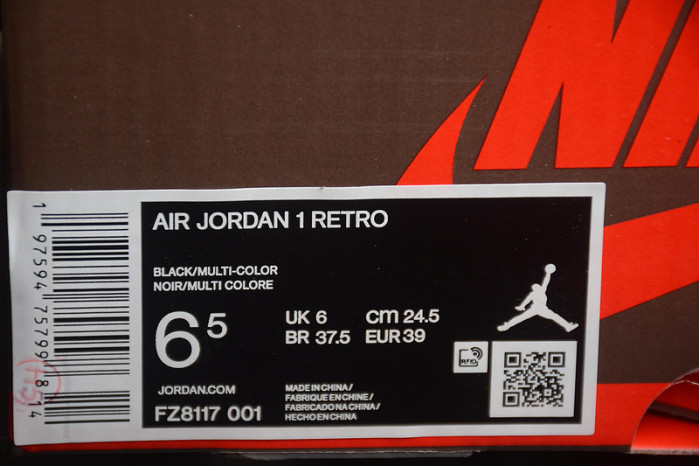 NIKE
AIR JORDAN 1 RETRO
BLACK/MULTI-COLOR
NOIR/MULTI COLORE
6 5
UK 6 cm 24.5
BR 37.5 EUR 39
RFID
JORDAN.COM
FZ8117 001
MADE IN CHINA/
FABRIQUE EN CHINE/
FABRICADO NA CHINA/
HECHO EN CHINA
1 97594 75799 8 14